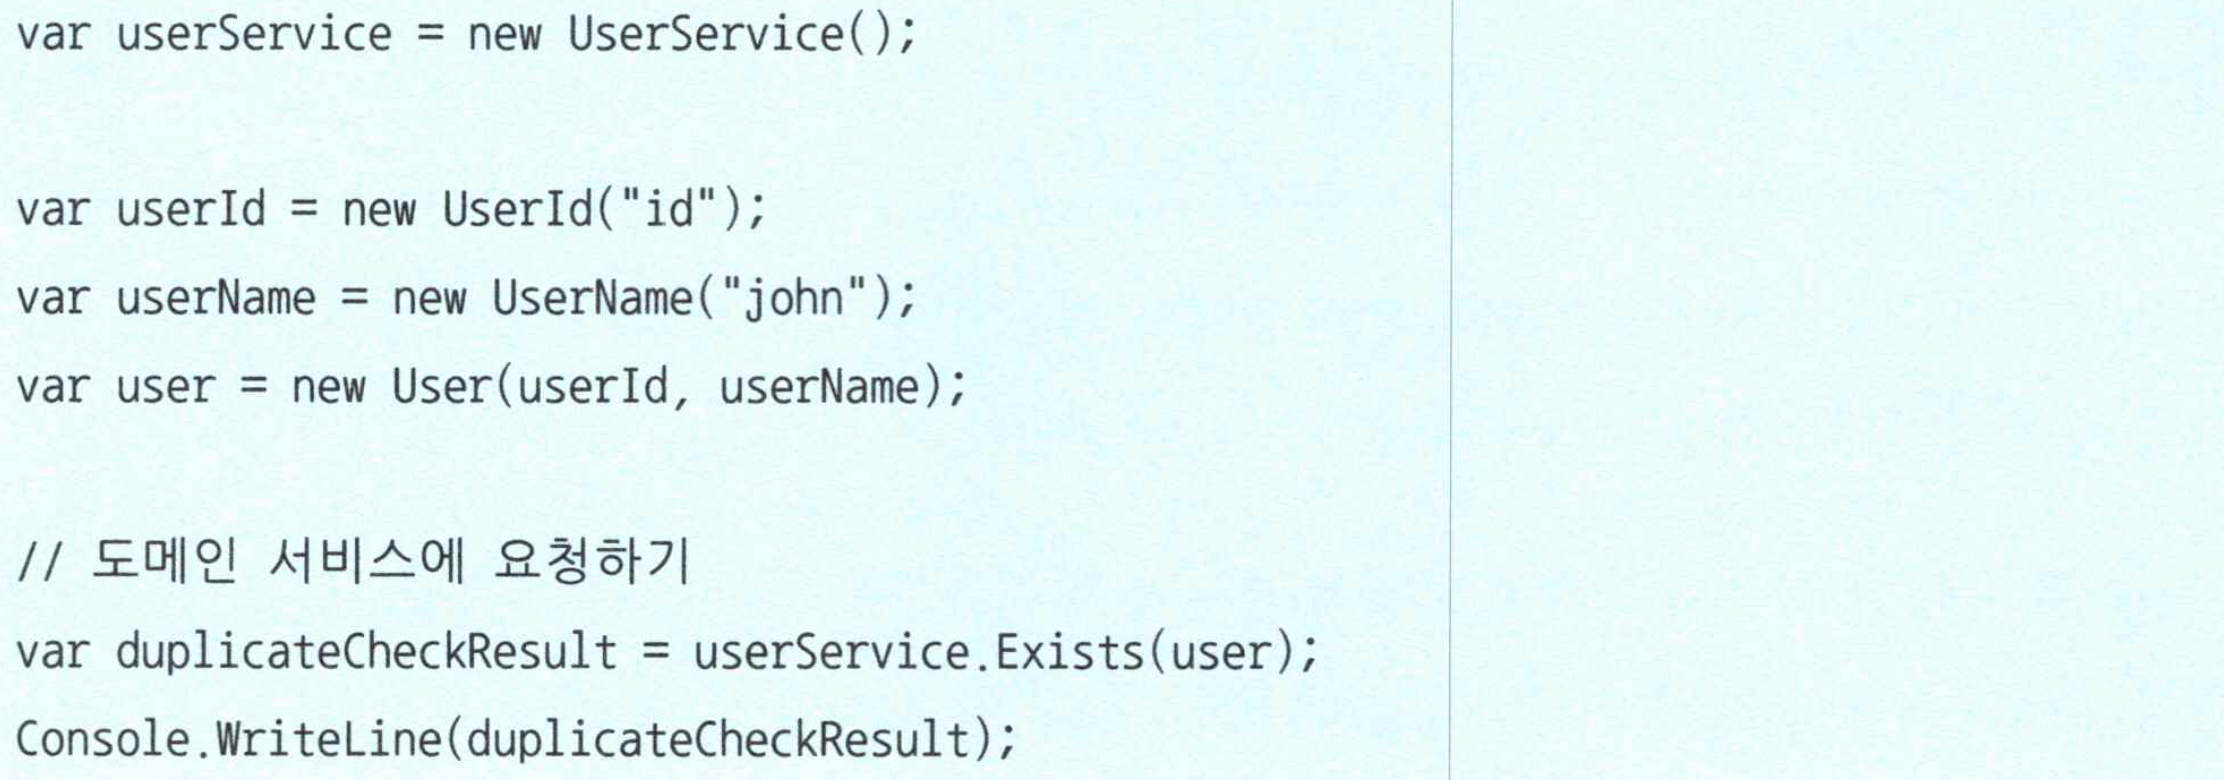 var userService = new UserService();
var userId = new UserId("id");
var userName = new UserName("john");
var user = new User(userId, userName);
// 도메인 서비스에 요청하기
var duplicateCheckResult = userService.Exists(user);
Console.WriteLine(duplicateCheckResult);